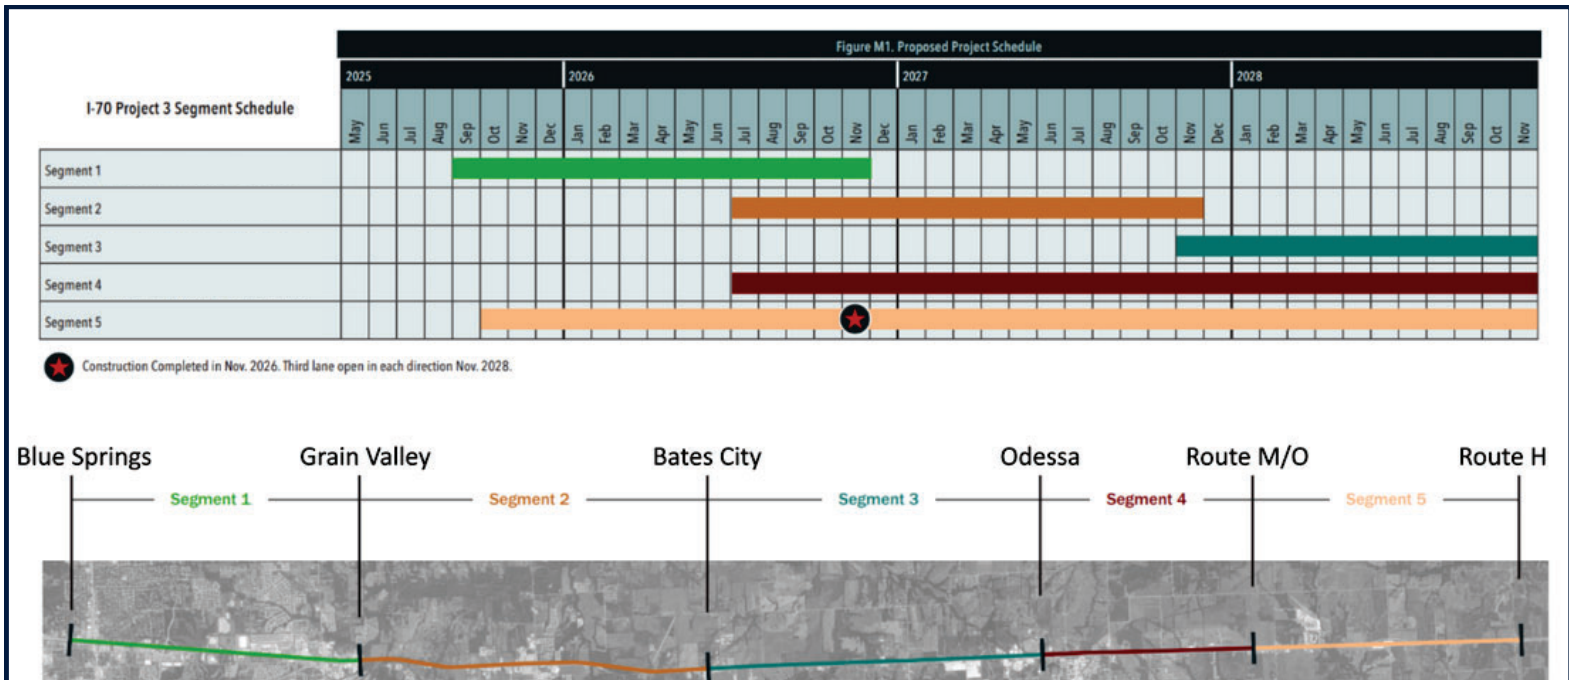 Figure M1. Proposed Project Schedule
2025 2026 2027 2028
I-70 Project 3 Segment Schedule
May Jun Jul Aug Sep Oct Nov Dec Jan Feb Mar Apr May Jun Jul Aug Sep Oct Nov Dec Jan Feb Mar Apr May Jun Jul Aug Sep Oct Nov Dec Jan Feb Mar Apr May Jun Jul Aug Sep Oct Nov
Segment 1
Segment 2
Segment 3
Segment 4
Segment 5
Construction Completed in Nov. 2026. Third lane open in each direction Nov. 2028.
Blue Springs Grain Valley Bates City Odessa Route M/O Route H
Segment 1 Segment 2 Segment 3 Segment 4 Segment 5